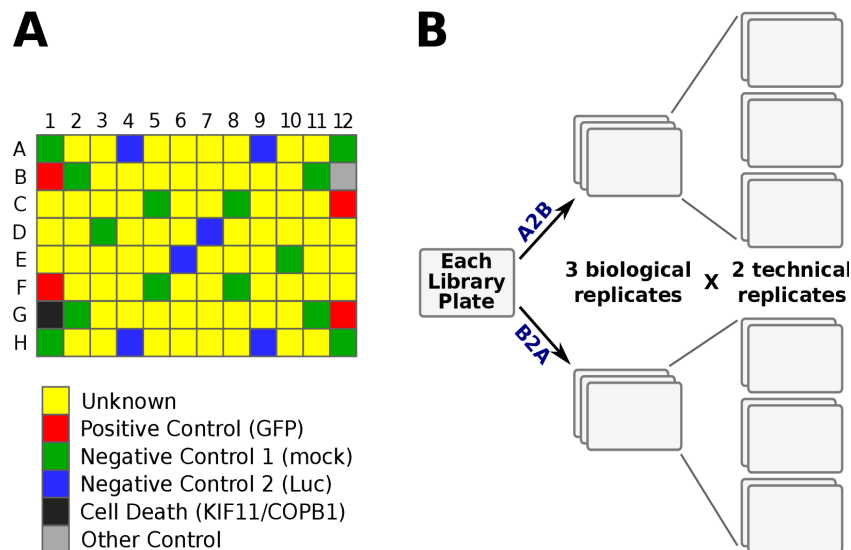 A
B
1 2 3 4 5 6 7 8 9 10 11 12
A
B
C
D
E
F
G
H
Unknown
Positive Control (GFP)
Negative Control 1 (mock)
Negative Control 2 (Luc)
Cell Death (KIF11/COPB1)
Other Control
Each
Library
Plate
A2B
B2A
3 biological
replicates
X
2 technical
replicates